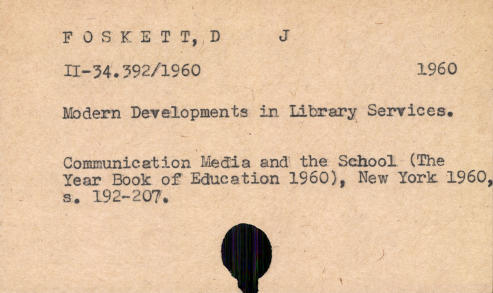 FOSKETT, D J
II-34.392/1960 1960
Modern Developments in Library Services.
Communication Media and the School (The
Year Book of Education 1960), New York 1960,
s. 192-207.